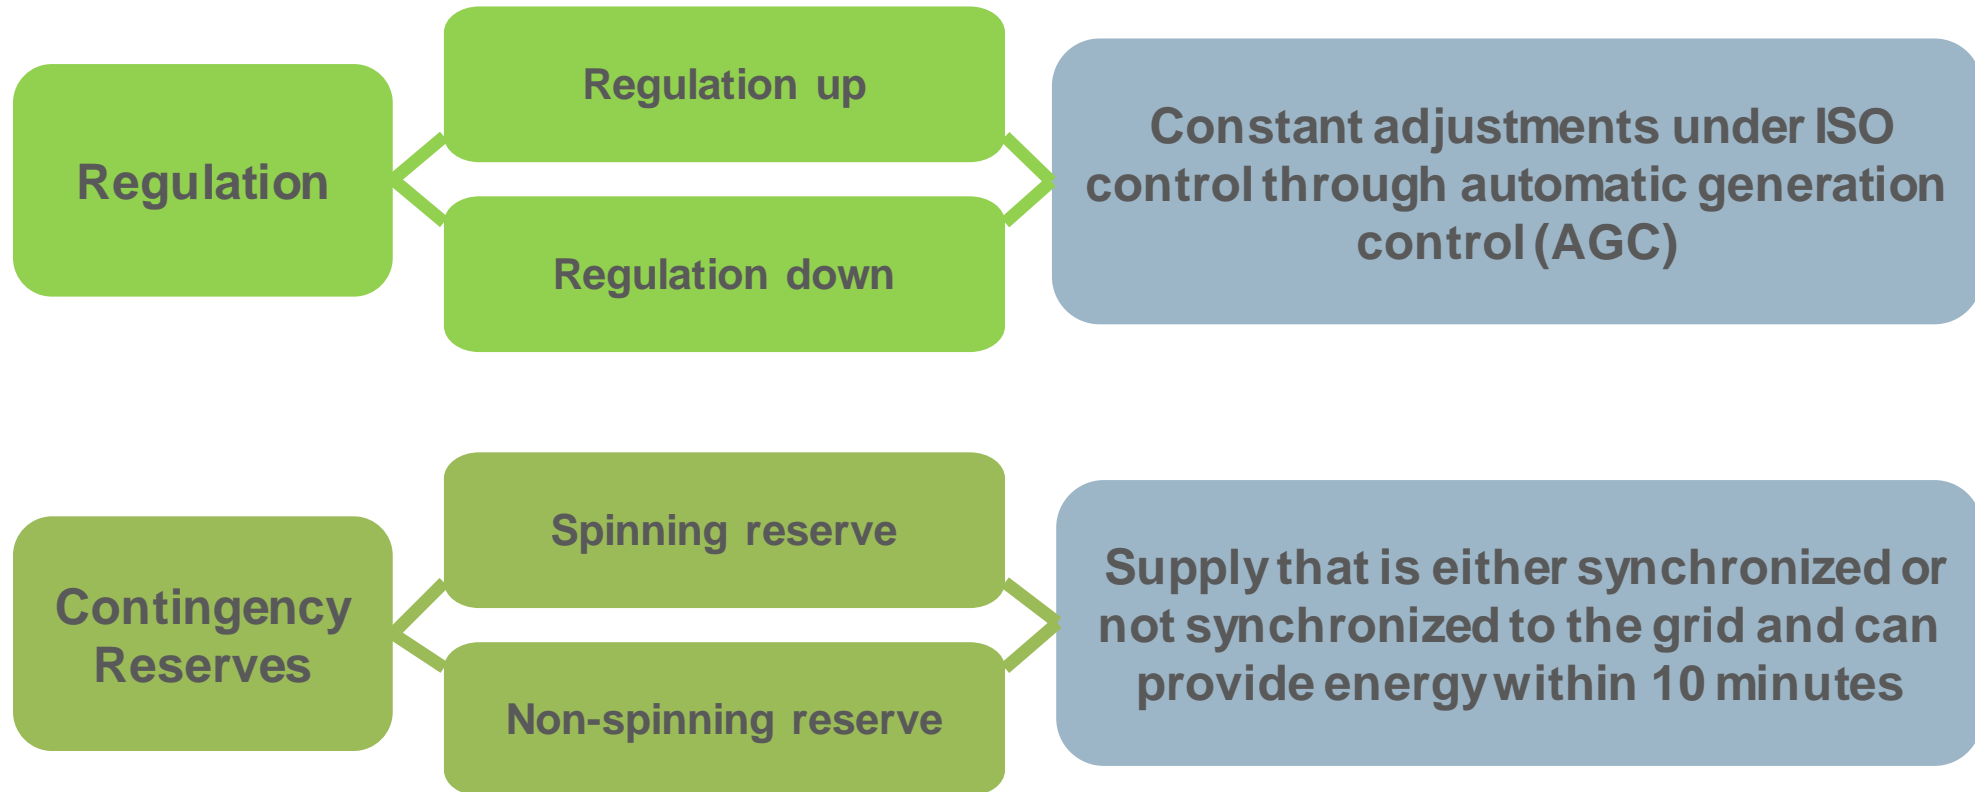 Regulation
Regulation up
Regulation down
Constant adjustments under ISO
control through automatic generation
control (AGC)
Contingency
Reserves
Spinning reserve
Non-spinning reserve
Supply that is either synchronized or
not synchronized to the grid and can
provide energy within 10 minutes